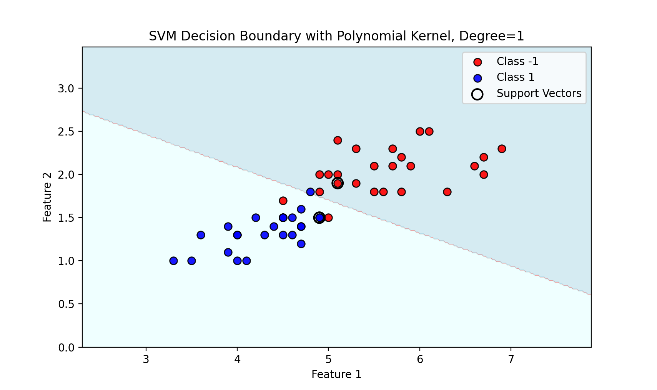 SVM Decision Boundary with Polynomial Kernel, Degree=1
Class -1
Class 1
Support Vectors
Feature 2
3.0
2.5
2.0
1.5
1.0
0.5
0.0
3 4 5 6 7
Feature 1